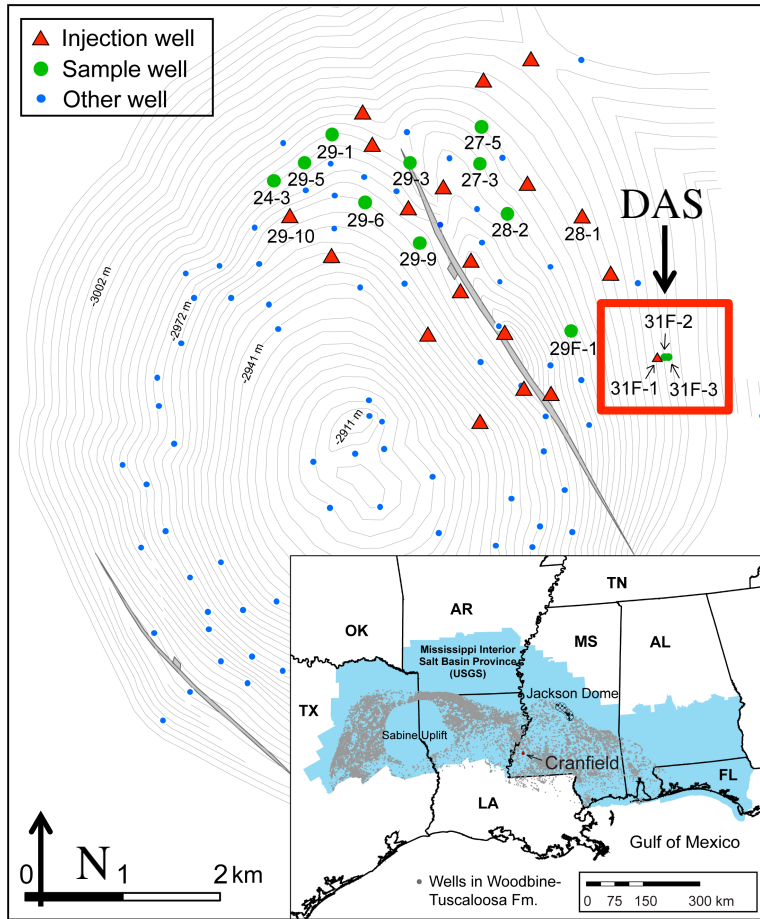 Injection well
Sample well
Other well
27-5
29-1
29-5
29-3
27-3
24-3
29-6
28-2
29-10
28-1
29-9
DAS
-3002 m
-2972 m
-2941 m
-2911 m
31F-2
29F-1
31F-1
31F-3
TN
AR
OK
MS
AL
Mississippi Interior
Salt Basin Province
(USGS)
Jackson Dome
TX
Sabine Uplift
Cranfield
FL
LA
Gulf of Mexico
Wells in Woodbine-
Tuscaloosa Fm.
0 75 150 300 km
N
0 1 2 km